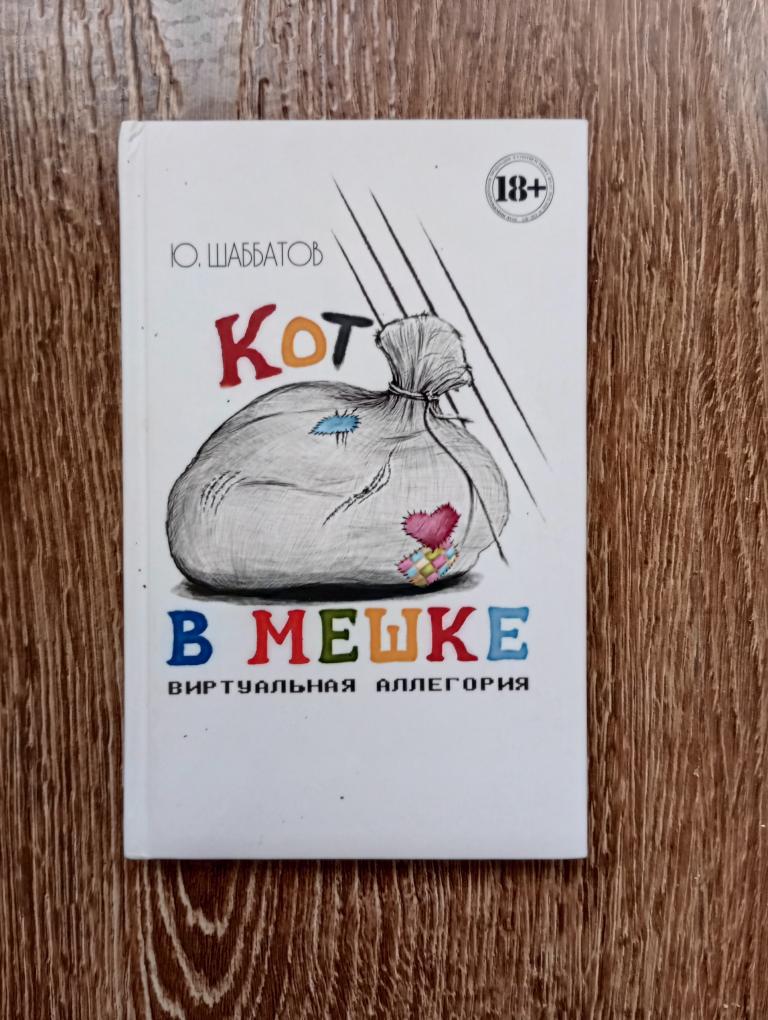 18+
Ю. ШАББАТОВ
КОТ
В МЕШКЕ
ВИРТУАЛЬНАЯ АЛЛЕГОРИЯ